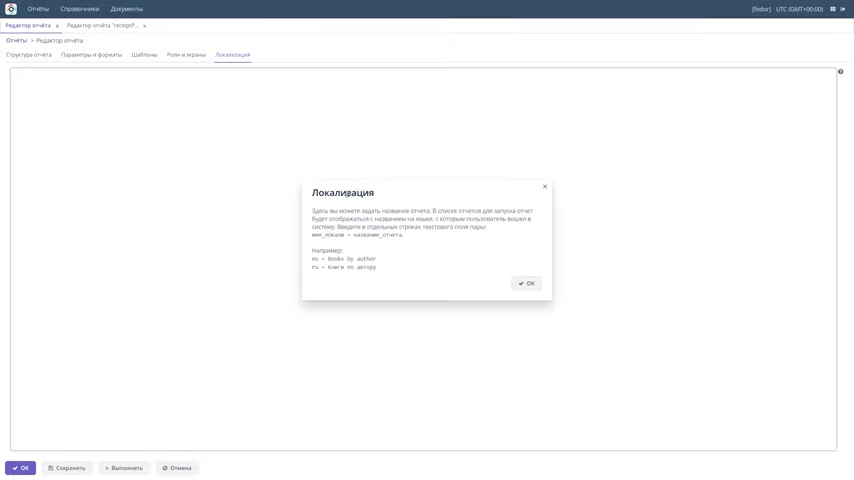 Отчёты Справочники Документы [fedor] UTC (GMT+00:00)
Редактор отчёта × Редактор отчёта "receiptP... ×
Отчёты > Редактор отчёта
Структура отчёта Параметры и форматы Шаблоны Роли и экраны Локализация
Локализация
Здесь вы можете задать название отчёта. В списке отчетов для запуска отчет
будет отображаться с названием на языке, с которым пользователь вошел в
систему. Введите в отдельных строках текстового поля пары:
имя_локали = название_отчета.
Например:
en = Books by author
ru = Книги по автору
OK
OK Сохранить Выполнить Отмена